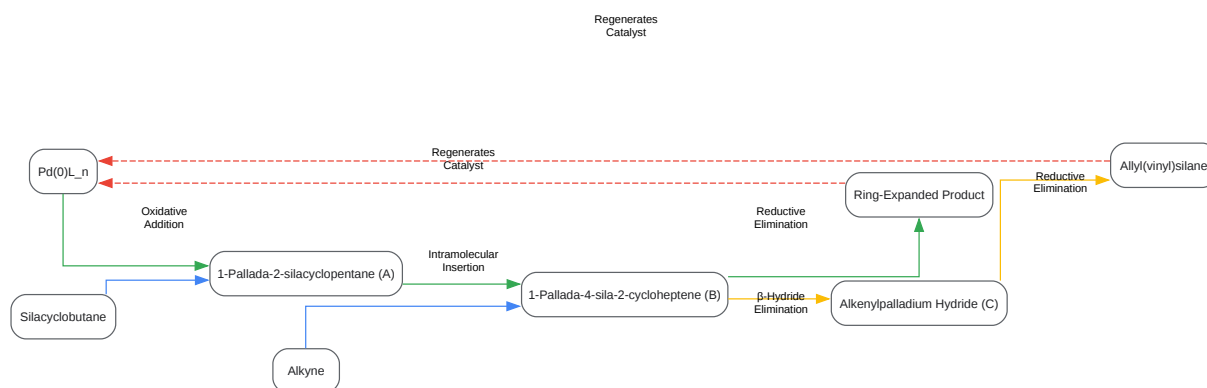 Regenerates
Catalyst
Regenerates
Catalyst
Pd(0)L_n
Allyl(vinyl)silane
Reductive
Elimination
Ring-Expanded Product
Oxidative
Addition
Reductive
Elimination
Intramolecular
Insertion
1-Pallada-2-silacyclopentane (A)
1-Pallada-4-sila-2-cycloheptene (B)
β-Hydride
Elimination
Alkenylpalladium Hydride (C)
Silacyclobutane
Alkyne